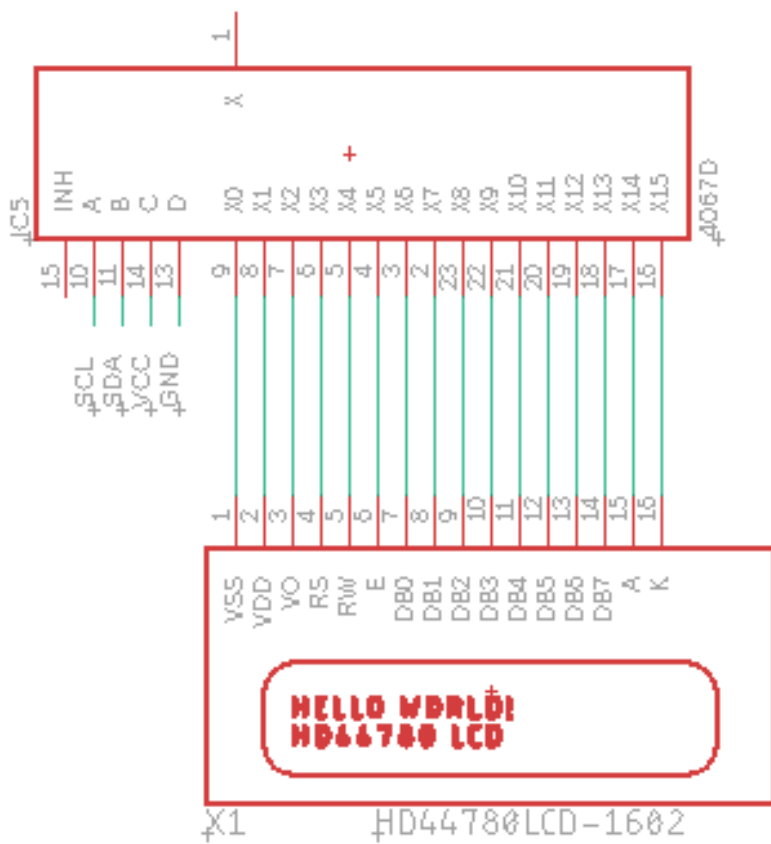 1
X
IC5
4067D
INH A B C D X0 X1 X2 X3 X4 X5 X6 X7 X8 X9 X10 X11 X12 X13 X14 X15
15 10 11 14 13 9 8 7 6 5 4 3 2 23 22 21 20 19 18 17 16
SCL SDA VCC GND
1 2 3 4 5 6 7 8 9 10 11 12 13 14 15 16
VSS VDD VO RS RW E DB0 DB1 DB2 DB3 DB4 DB5 DB6 DB7 A K
HELLO WORLD!
HD44780 LCD
X1 HD44780LCD-1602